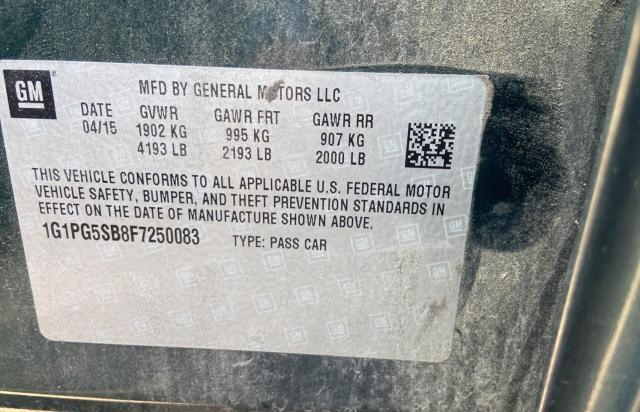 GM
MFD BY GENERAL MOTORS LLC
DATE GVWR GAWR FRT GAWR RR
04/15 1902 KG 995 KG 907 KG
4193 LB 2193 LB 2000 LB
THIS VEHICLE CONFORMS TO ALL APPLICABLE U.S. FEDERAL MOTOR
VEHICLE SAFETY, BUMPER, AND THEFT PREVENTION STANDARDS IN
EFFECT ON THE DATE OF MANUFACTURE SHOWN ABOVE.
1G1PG5SB8F7250083 TYPE: PASS CAR